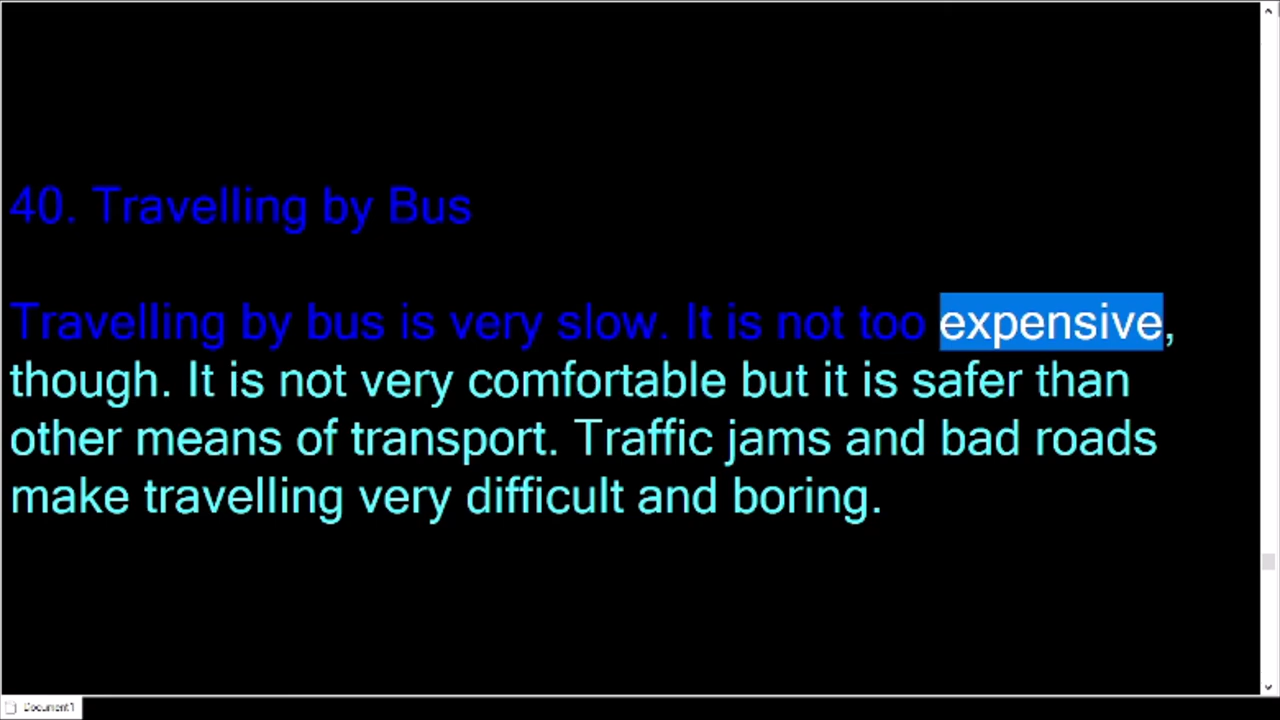 40. Travelling by Bus
Travelling by bus is very slow. It is not too expensive,
though. It is not very comfortable but it is safer than
other means of transport. Traffic jams and bad roads
make travelling very difficult and boring.
Document1